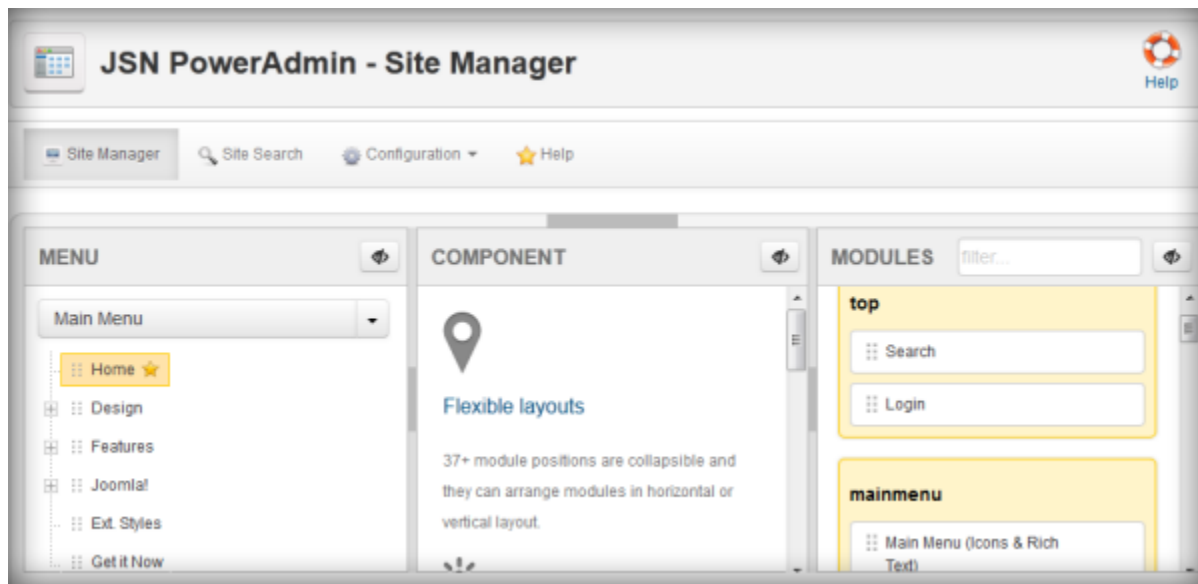 JSN PowerAdmin - Site Manager
Help
Site Manager
Site Search
Configuration
Help
MENU
Main Menu
Home
Design
Features
Joomla!
Ext. Styles
Get it Now
COMPONENT
Flexible layouts
37+ module positions are collapsible and
they can arrange modules in horizontal or
vertical layout.
MODULES
filter...
top
Search
Login
mainmenu
Main Menu (Icons & Rich
Text)